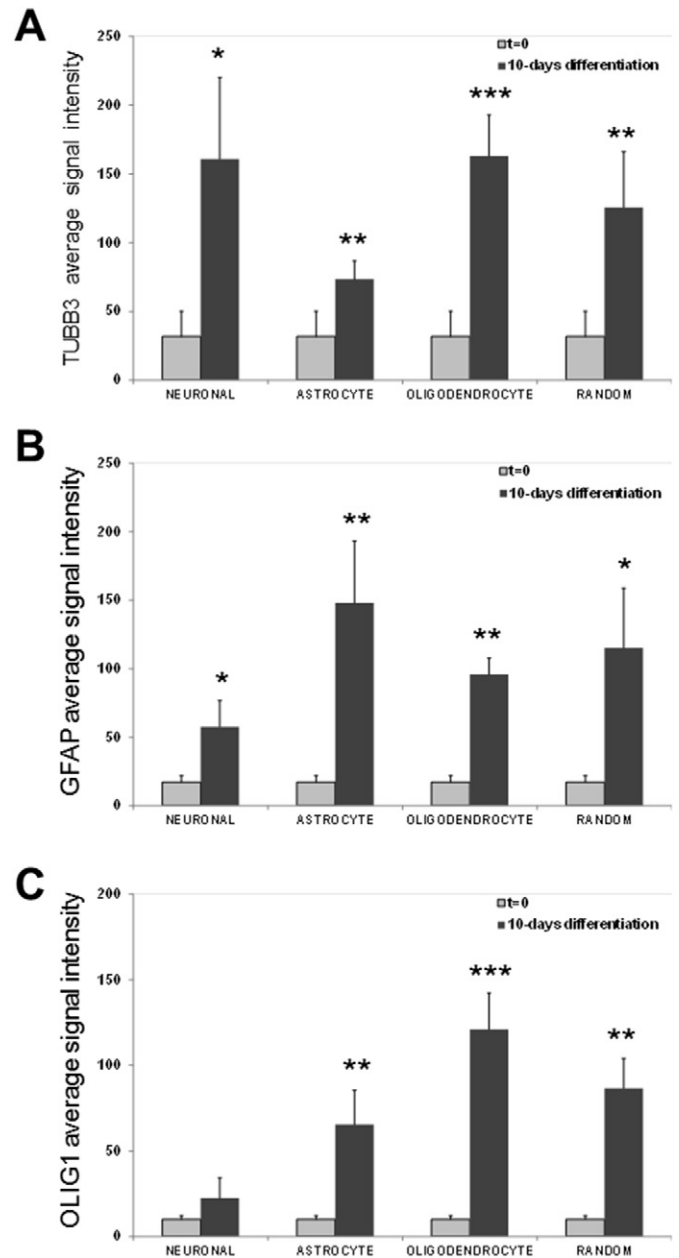 A
TUBB3 average signal intensity
250
200
150
100
50
0
t=0
10-days differentiation
*
**
***
**
NEURONAL ASTROCYTE OLIGODENDROCYTE RANDOM
B
GFAP average signal intensity
250
200
150
100
50
0
t=0
10-days differentiation
*
**
**
*
NEURONAL ASTROCYTE OLIGODENDROCYTE RANDOM
C
OLIG1 average signal intensity
200
150
100
50
0
t=0
10-days differentiation
**
***
**
NEURONAL ASTROCYTE OLIGODENDROCYTE RANDOM